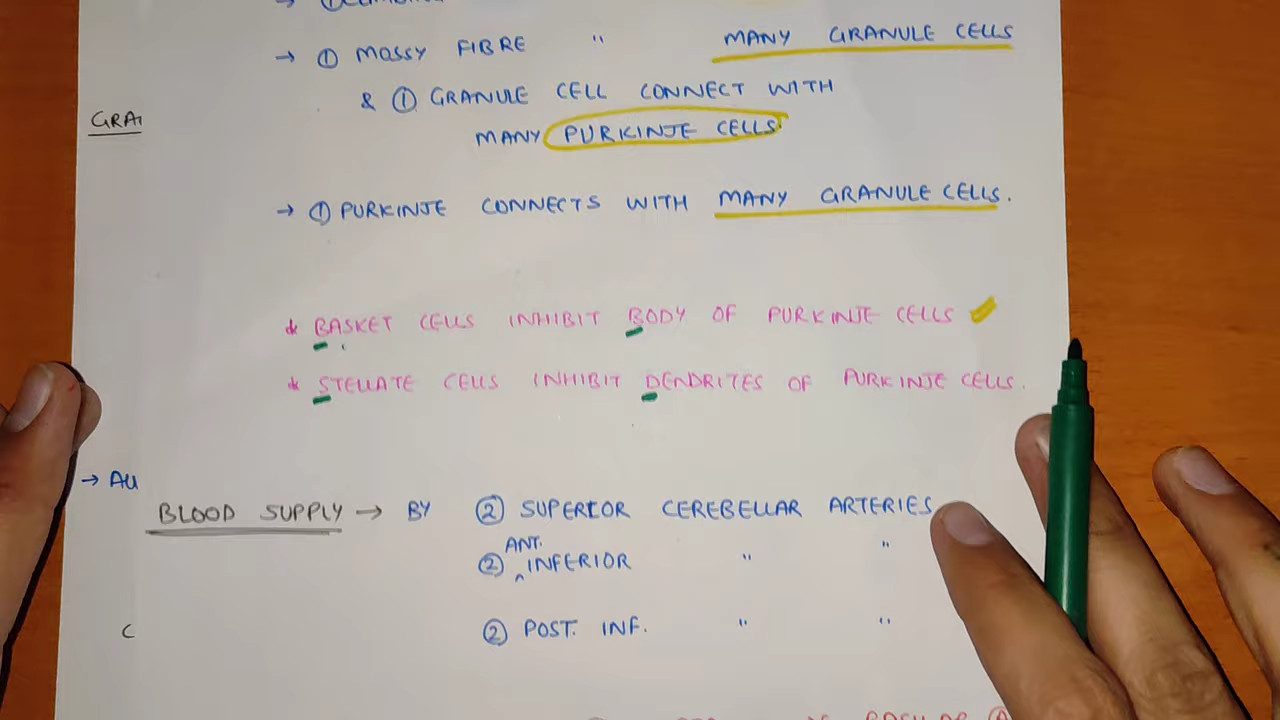 → ① MOSSY FIBRE " MANY GRANULE CELLS
& ① GRANULE CELL CONNECT WITH
GRA
MANY PURKINJE CELLS.
→ ① PURKINJE CONNECTS WITH MANY GRANULE CELLS.
* BASKET CELLS INHIBIT BODY OF PURKINJE CELLS
* STELLATE CELLS INHIBIT DENDRITES OF PURKINJE CELLS.
→ AU
BLOOD SUPPLY → BY ② SUPERIOR CEREBELLAR ARTERIES
② ANT. ^ INFERIOR " "
② POST. INF. " "
C